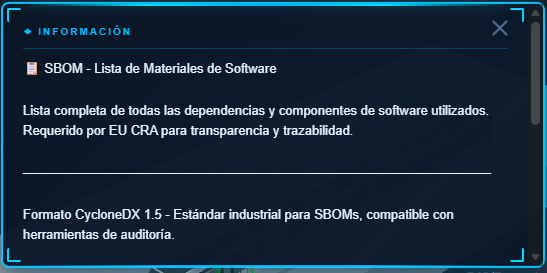 INFORMACIÓN
SBOM - Lista de Materiales de Software
Lista completa de todas las dependencias y componentes de software utilizados.
Requerido por EU CRA para transparencia y trazabilidad.
Formato CycloneDX 1.5 - Estándar industrial para SBOMs, compatible con
herramientas de auditoría.